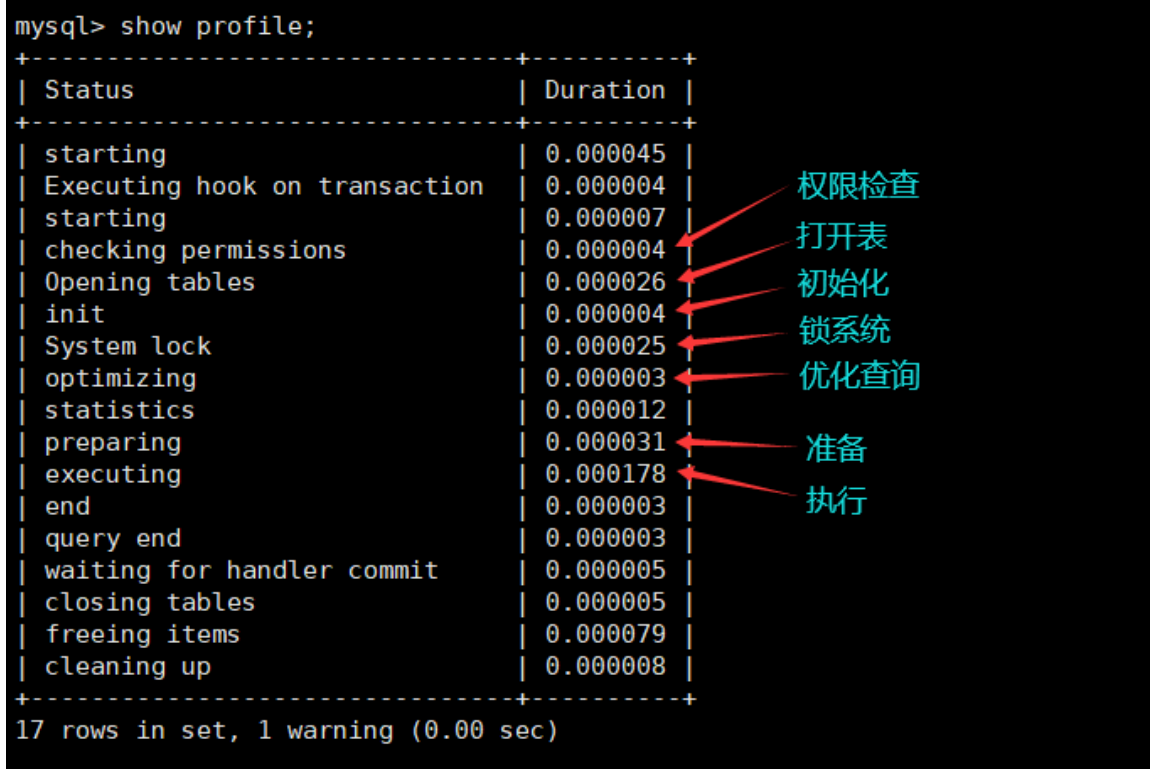 mysql> show profile;
+--------------------------------+----------+
| Status                         | Duration |
+--------------------------------+----------+
| starting                       | 0.000045 |
| Executing hook on transaction  | 0.000004 | 权限检查
| starting                       | 0.000007 |
| checking permissions           | 0.000004 | 打开表
| Opening tables                 | 0.000026 | 初始化
| init                           | 0.000004 |
| System lock                    | 0.000025 | 锁系统
| optimizing                     | 0.000003 | 优化查询
| statistics                     | 0.000012 |
| preparing                      | 0.000031 | 准备
| executing                      | 0.000178 | 执行
| end                            | 0.000003 |
| query end                      | 0.000003 |
| waiting for handler commit     | 0.000005 |
| closing tables                 | 0.000005 |
| freeing items                  | 0.000079 |
| cleaning up                    | 0.000008 |
+--------------------------------+----------+
17 rows in set, 1 warning (0.00 sec)